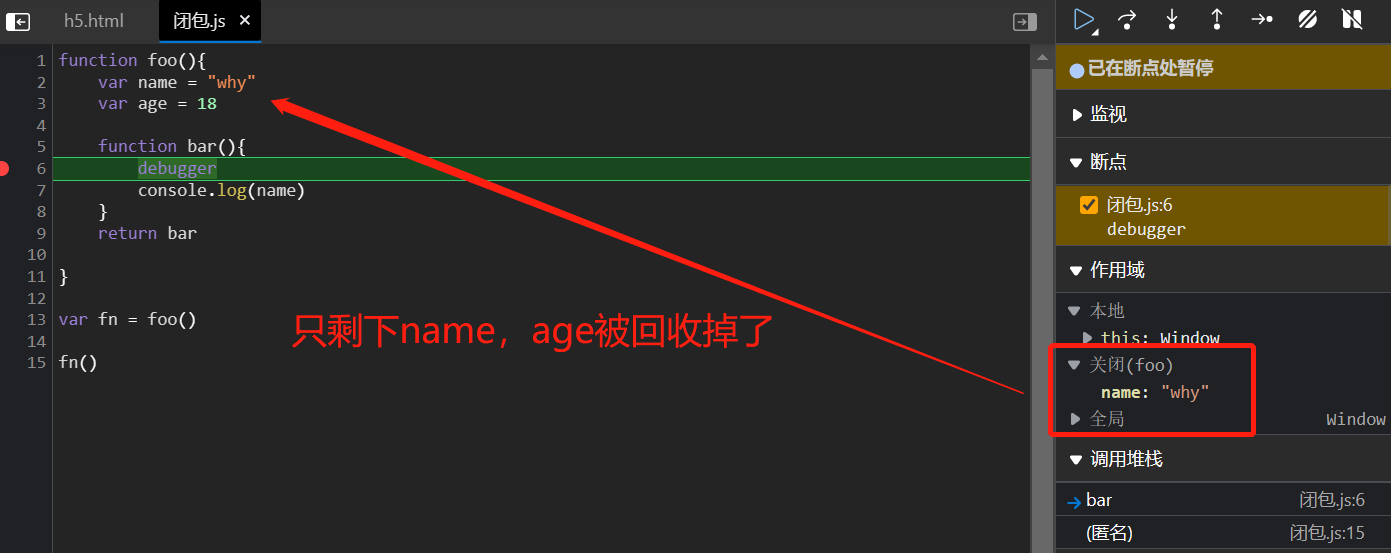 h5.html
闭包.js ×
1 function foo(){
2 var name = "why"
3 var age = 18
4
5 function bar(){
6 debugger
7 console.log(name)
8 }
9 return bar
10
11 }
12
13 var fn = foo()
14
15 fn()
只剩下name，age被回收掉了
已在断点处暂停
监视
断点
闭包.js:6
debugger
作用域
本地
this: Window
关闭(foo)
name: "why"
全局 Window
调用堆栈
bar 闭包.js:6
(匿名) 闭包.js:15